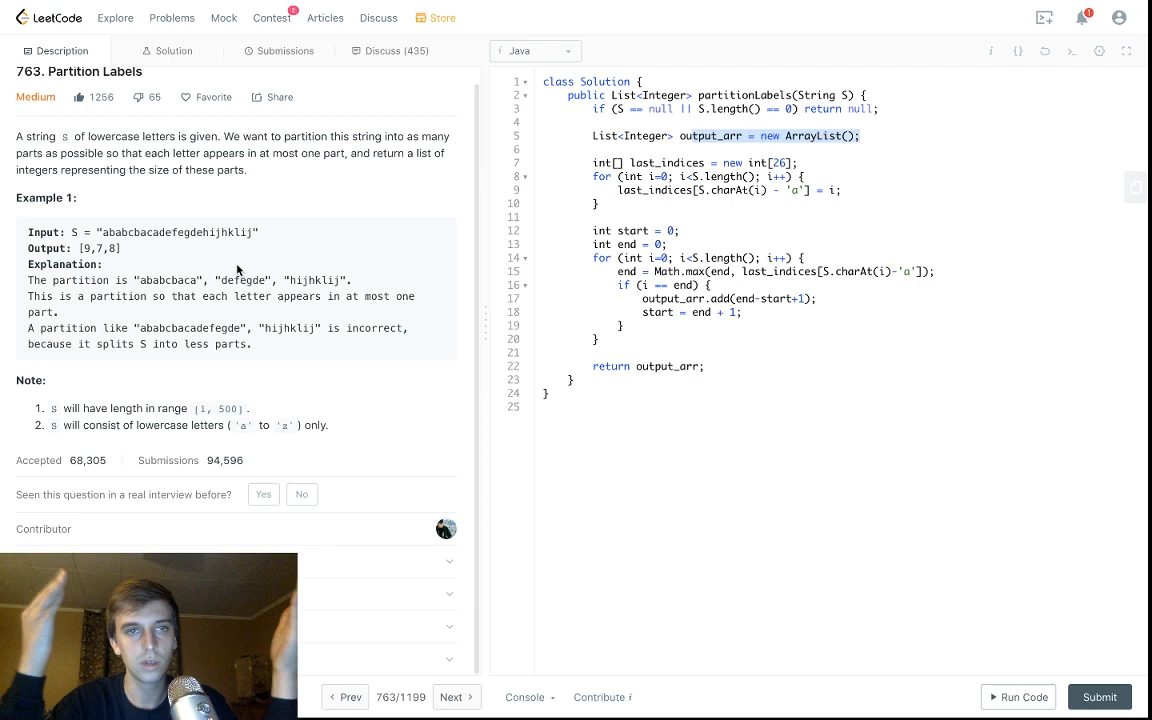 LeetCode Explore Problems Mock Contest 2 Articles Discuss Store 1
Description Solution Submissions Discuss (435) i Java
763. Partition Labels
Medium 1256 65 Favorite Share
A string S of lowercase letters is given. We want to partition this string into as many
parts as possible so that each letter appears in at most one part, and return a list of
integers representing the size of these parts.
Example 1:
Input: S = "ababcbacadefegdehijhklij"
Output: [9,7,8]
Explanation:
The partition is "ababcbaca", "defegde", "hijhklij".
This is a partition so that each letter appears in at most one
part.
A partition like "ababcbacadefegde", "hijhklij" is incorrect,
because it splits S into less parts.
Note:
1. S will have length in range [1, 500].
2. S will consist of lowercase letters ('a' to 'z') only.
Accepted 68,305 Submissions 94,596
Seen this question in a real interview before? Yes No
Contributor
Prev 763/1199 Next
1 class Solution {
2 public List<Integer> partitionLabels(String S) {
3 if (S == null || S.length() == 0) return null;
4
5 List<Integer> output_arr = new ArrayList();
6
7 int[] last_indices = new int[26];
8 for (int i=0; i<S.length(); i++) {
9 last_indices[S.charAt(i) - 'a'] = i;
10 }
11
12 int start = 0;
13 int end = 0;
14 for (int i=0; i<S.length(); i++) {
15 end = Math.max(end, last_indices[S.charAt(i)-'a']);
16 if (i == end) {
17 output_arr.add(end-start+1);
18 start = end + 1;
19 }
20 }
21
22 return output_arr;
23 }
24 }
25
Console Contribute i Run Code Submit